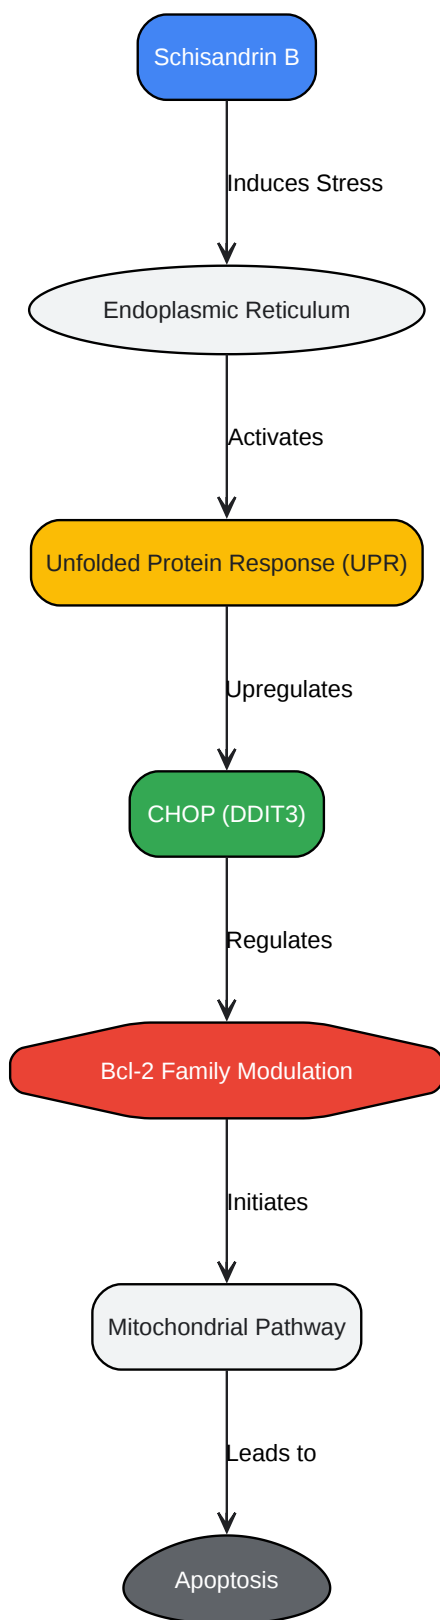 Schisandrin B
Induces Stress
Endoplasmic Reticulum
Activates
Unfolded Protein Response (UPR)
Upregulates
CHOP (DDIT3)
Regulates
Bcl-2 Family Modulation
Initiates
Mitochondrial Pathway
Leads to
Apoptosis